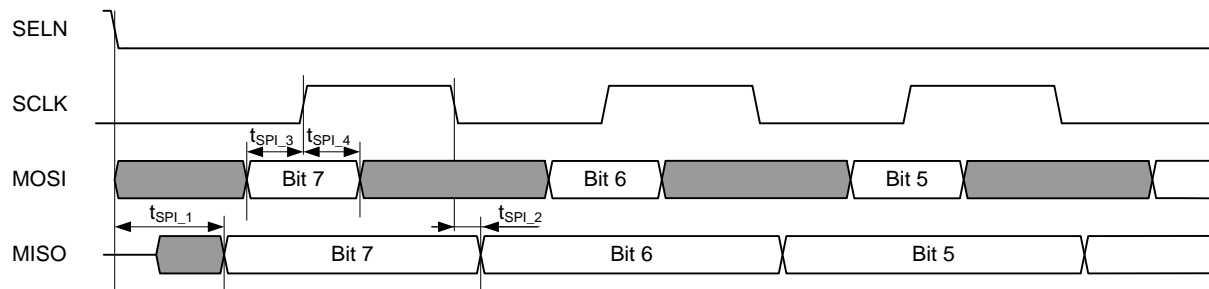 SELN
SCLK
tSPI_3 tSPI_4
MOSI Bit 7 Bit 6 Bit 5
tSPI_1 tSPI_2
MISO Bit 7 Bit 6 Bit 5